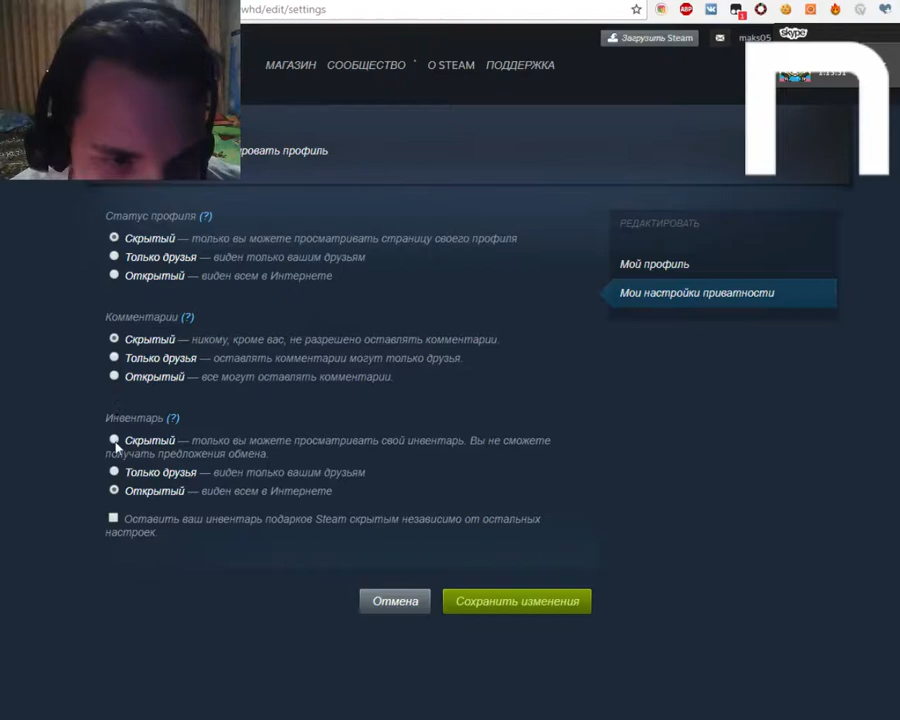 whd/edit/settings
Загрузить Steam
maks05
МАГАЗИН СООБЩЕСТВО О STEAM ПОДДЕРЖКА
ровать профиль
Статус профиля (?)
Скрытый — только вы можете просматривать страницу своего профиля
Только друзья — виден только вашим друзьям
Открытый — виден всем в Интернете
Комментарии (?)
Скрытый — никому, кроме вас, не разрешено оставлять комментарии.
Только друзья — оставлять комментарии могут только друзья.
Открытый — все могут оставлять комментарии.
Инвентарь (?)
Скрытый — только вы можете просматривать свой инвентарь. Вы не сможете
получать предложения обмена.
Только друзья — виден только вашим друзьям
Открытый — виден всем в Интернете
Оставить ваш инвентарь подарков Steam скрытым независимо от остальных
настроек.
Отмена
Сохранить изменения
РЕДАКТИРОВАТЬ
Мой профиль
Мои настройки приватности
skype
ABP
1